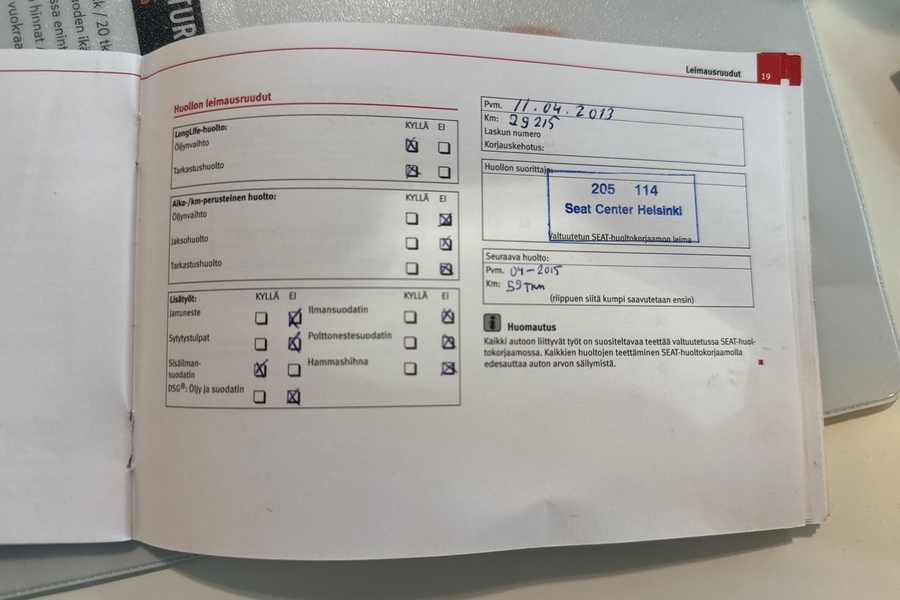 Leimausruudut
19
Huollon leimausruudut
LongLife-huolto: KYLLÄ EI
Öljynvaihto
Tarkastushuolto
Aika-/km-perusteinen huolto: KYLLÄ EI
Öljynvaihto
Jaksohuolto
Tarkastushuolto
Lisätyöt: KYLLÄ EI KYLLÄ EI
Jarruneste Ilmansuodatin
Sytytystulpat Polttonestesuodatin
Sisäilman-
suodatin Hammashihna
DSG®: Öljy ja suodatin
Pvm. 11.04.2013
Km: 29215
Laskun numero
Korjauskehotus:
Huollon suorittaja:
205 114
Seat Center Helsinki
Valtuutetun SEAT-huoltokorjaamon leima
Seuraava huolto:
Pvm. 04-2015
Km: 59 tkm
(riippuen siitä kumpi saavutetaan ensin)
Huomautus
Kaikki autoon liittyvät työt on suositeltavaa teettää valtuutetussa SEAT-huol-
tokorjaamossa. Kaikkien huoltojen teettäminen SEAT-huoltokorjaamolla
edesauttaa auton arvon säilymistä.